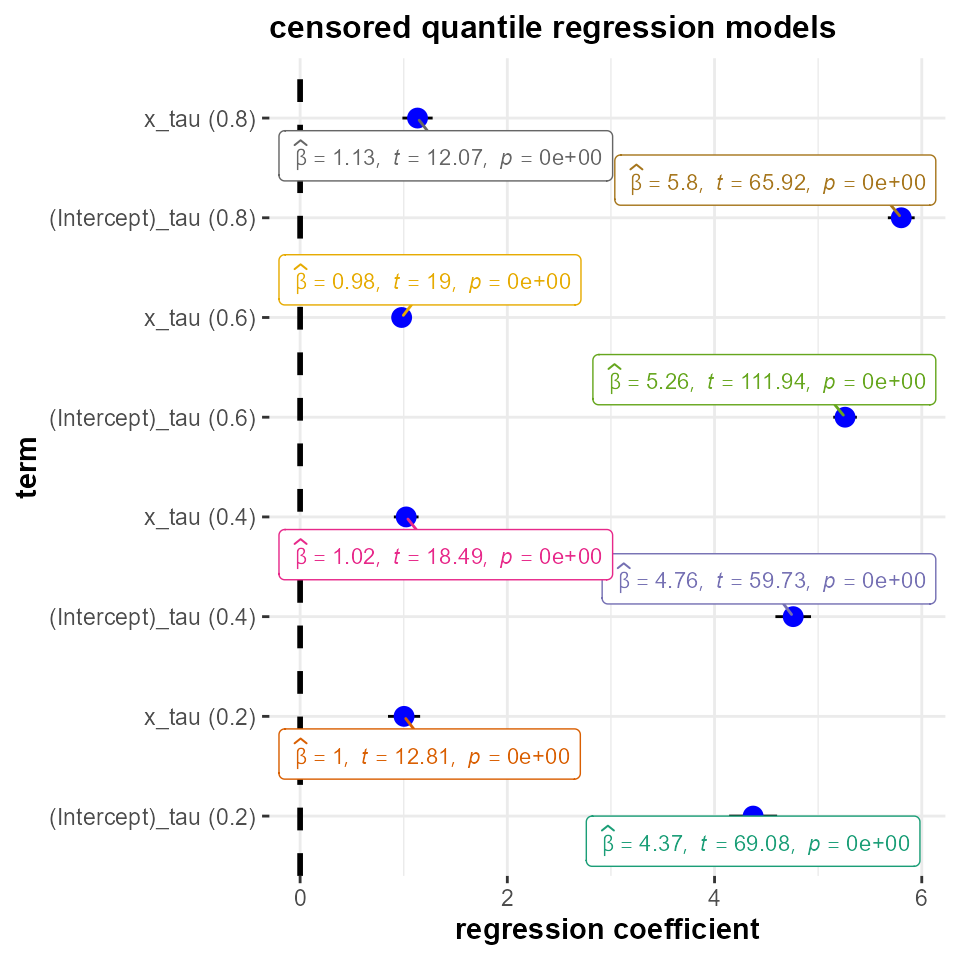 censored quantile regression models
x_tau (0.8)
β̂ = 1.13, t = 12.07, p = 0e+00
β̂ = 5.8, t = 65.92, p = 0e+00
(Intercept)_tau (0.8)
β̂ = 0.98, t = 19, p = 0e+00
x_tau (0.6)
β̂ = 5.26, t = 111.94, p = 0e+00
(Intercept)_tau (0.6)
term
x_tau (0.4)
β̂ = 1.02, t = 18.49, p = 0e+00
β̂ = 4.76, t = 59.73, p = 0e+00
(Intercept)_tau (0.4)
x_tau (0.2)
β̂ = 1, t = 12.81, p = 0e+00
(Intercept)_tau (0.2)
β̂ = 4.37, t = 69.08, p = 0e+00
0 2 4 6
regression coefficient